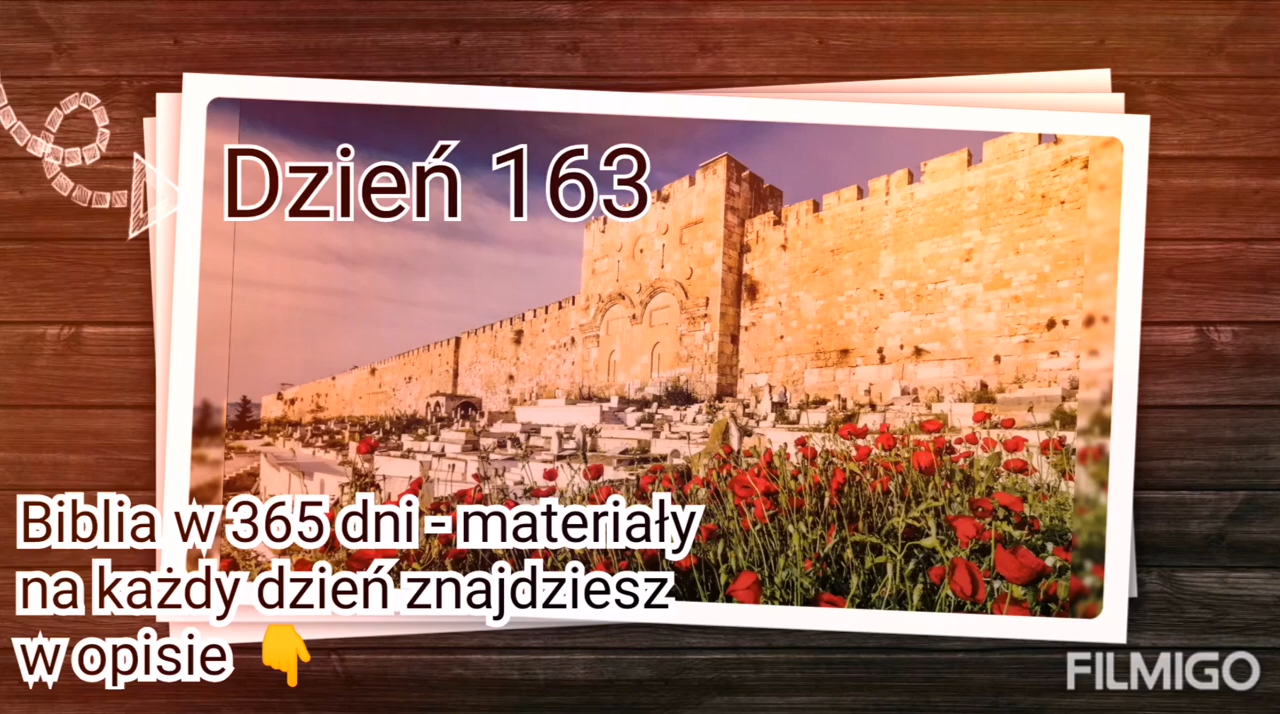 Dzień 163
Biblia w 365 dni - materiały
na każdy dzień znajdziesz
w opisie 👇
FILMIGO